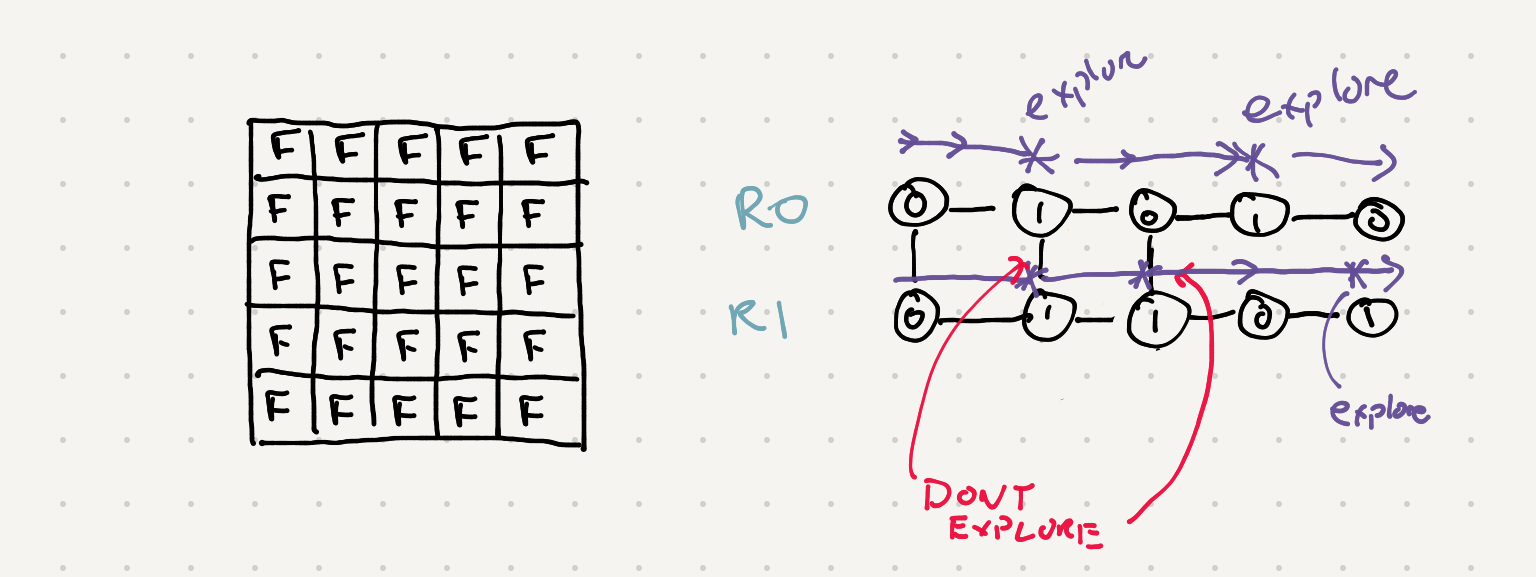 F F F F F
F F F F F
F F F F F
F F F F F
F F F F F
explore explore
R0
0 1 0 1 0
R1
0 1 1 0 1
explore
DONT
EXPLORE